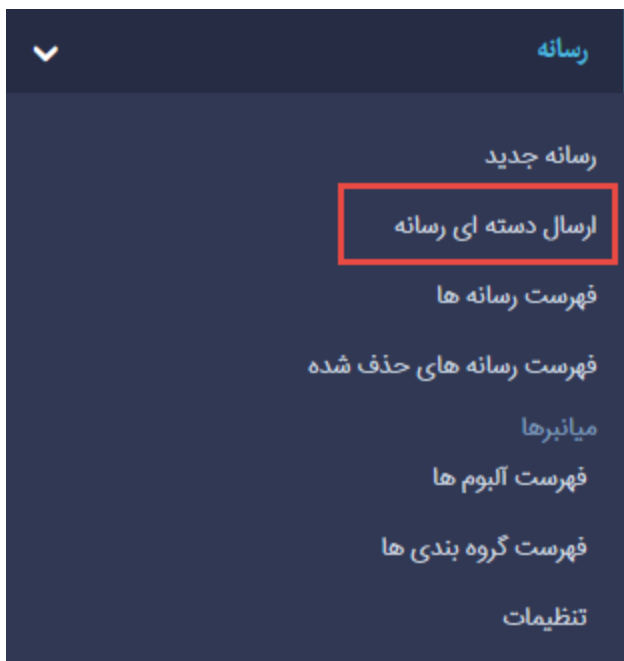 رسانه
رسانه جدید
ارسال دسته ای رسانه
فهرست رسانه ها
فهرست رسانه های حذف شده
میانبرها
فهرست آلبوم ها
فهرست گروه بندی ها
تنظیمات